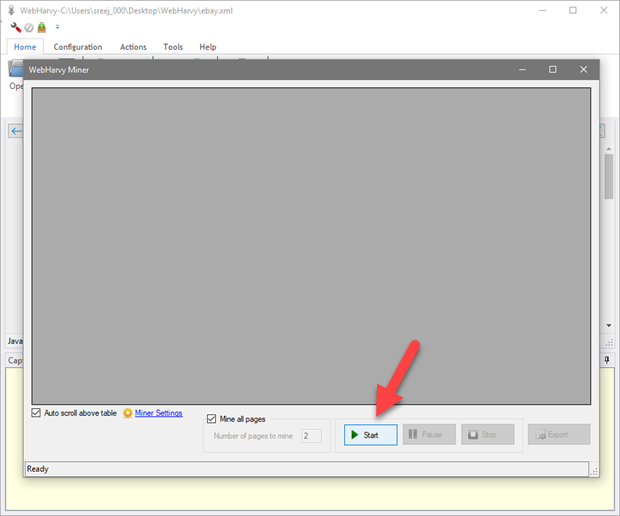 WebHarvy-C:\Users\sreej_000\Desktop\WebHarvy\ebay.xml
Home Configuration Actions Tools Help
Ope
WebHarvy Miner
Java
Capt
Auto scroll above table Miner Settings
Mine all pages
Number of pages to mine 2
Start Pause Stop Export
Ready